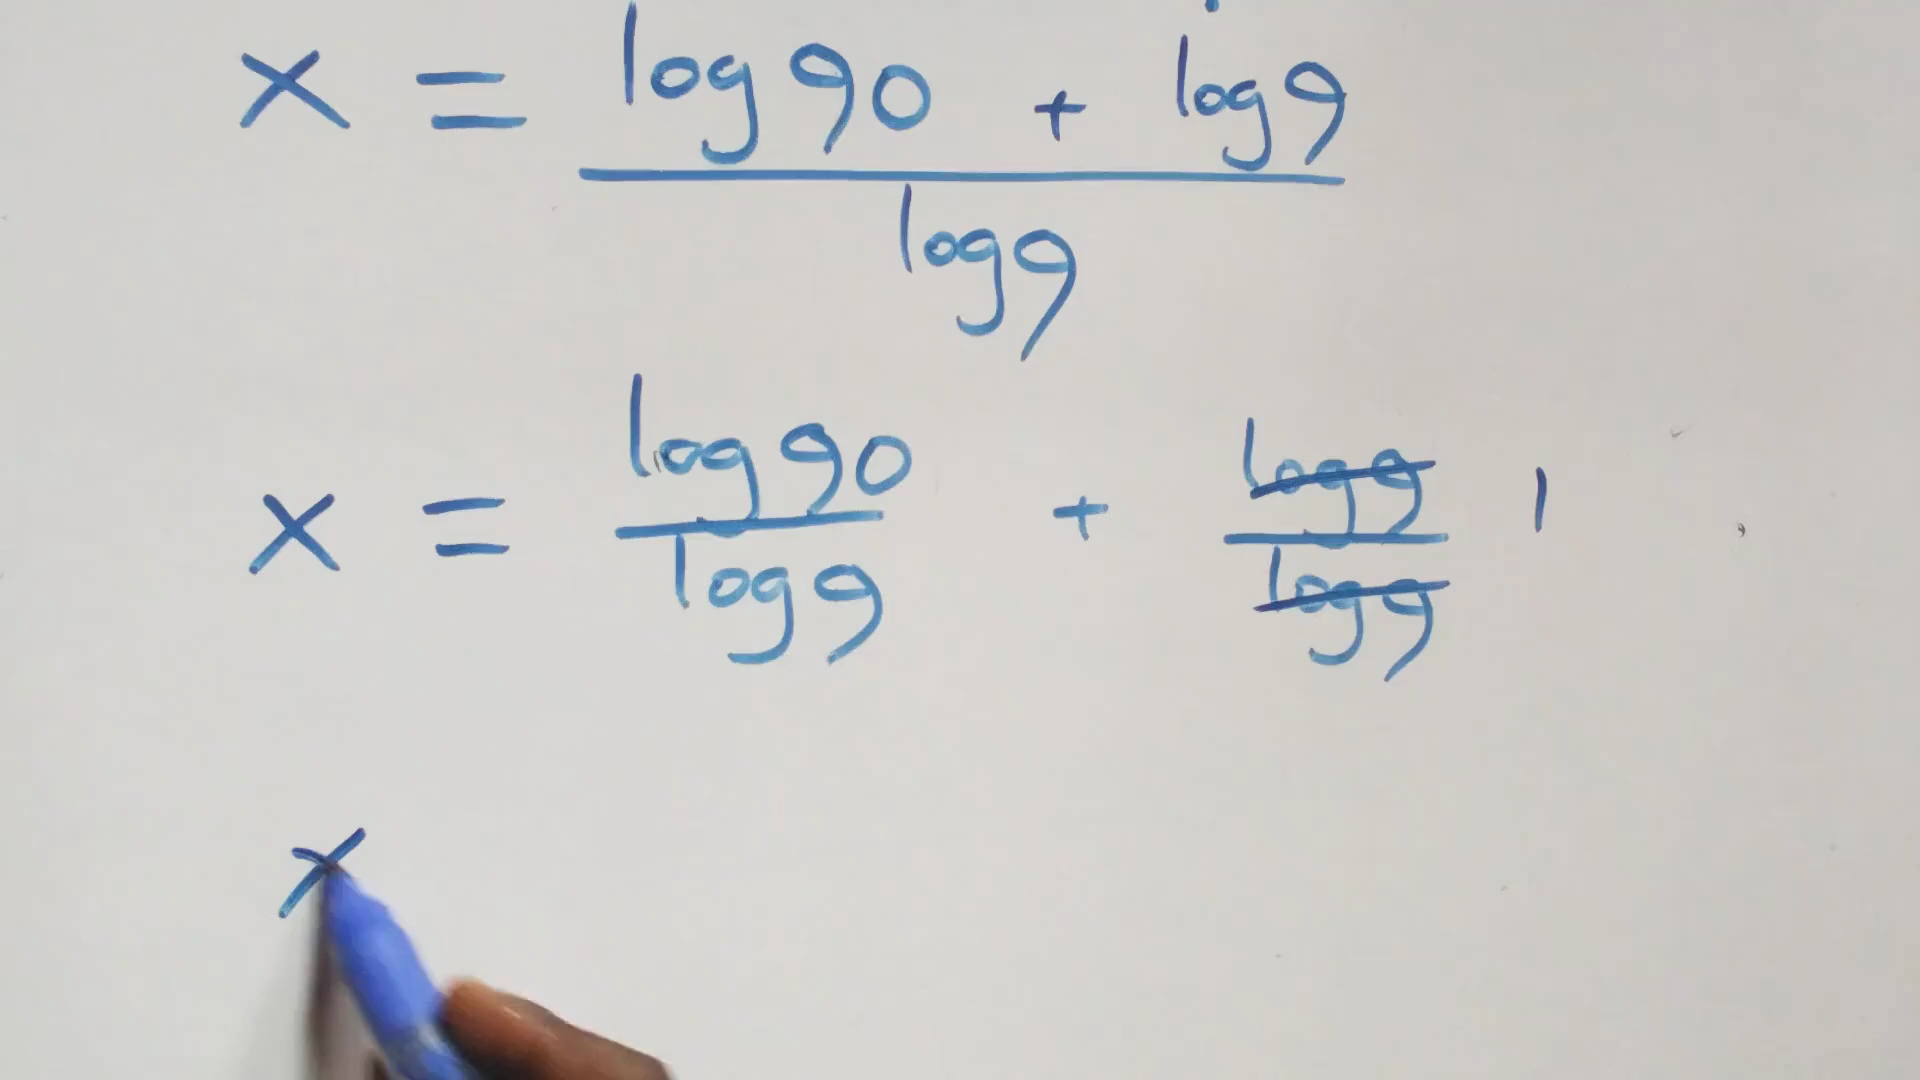 x = log 90 + log 9
log 9
x = log 90 / log 9 + log 9 / log 9 1
x